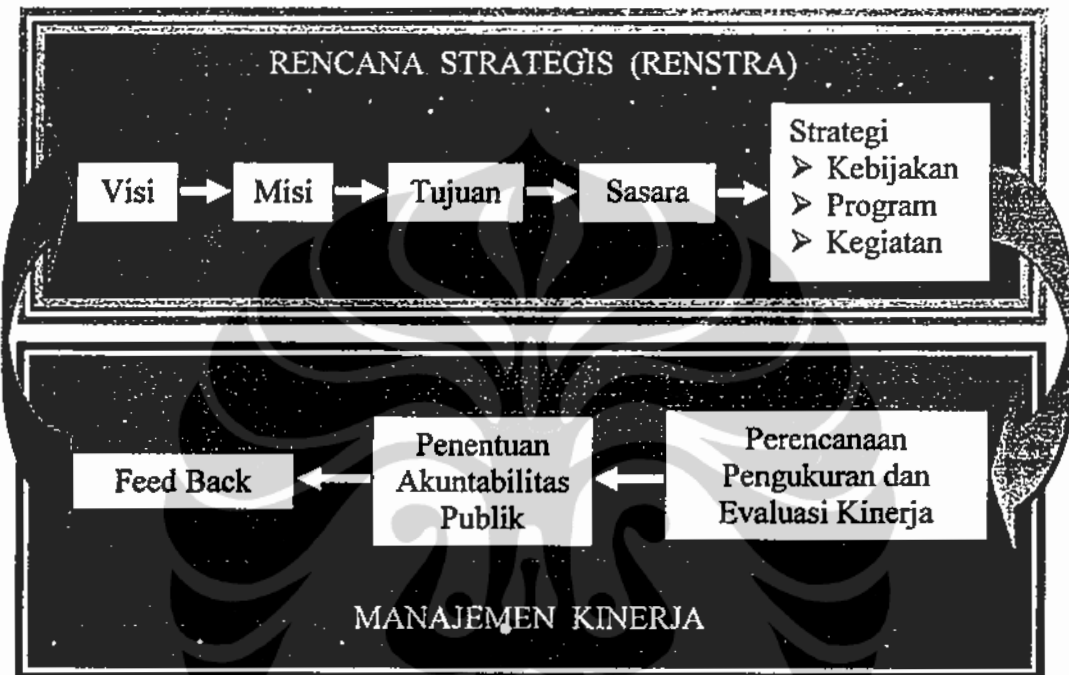 RENCANA STRATEGIS (RENSTRA)
Visi
Misi
Tujuan
Sasara
Strategi
➢ Kebijakan
➢ Program
➢ Kegiatan
Perencanaan
Pengukuran dan
Evaluasi Kinerja
Penentuan
Akuntabilitas
Publik
Feed Back
MANAJEMEN KINERJA